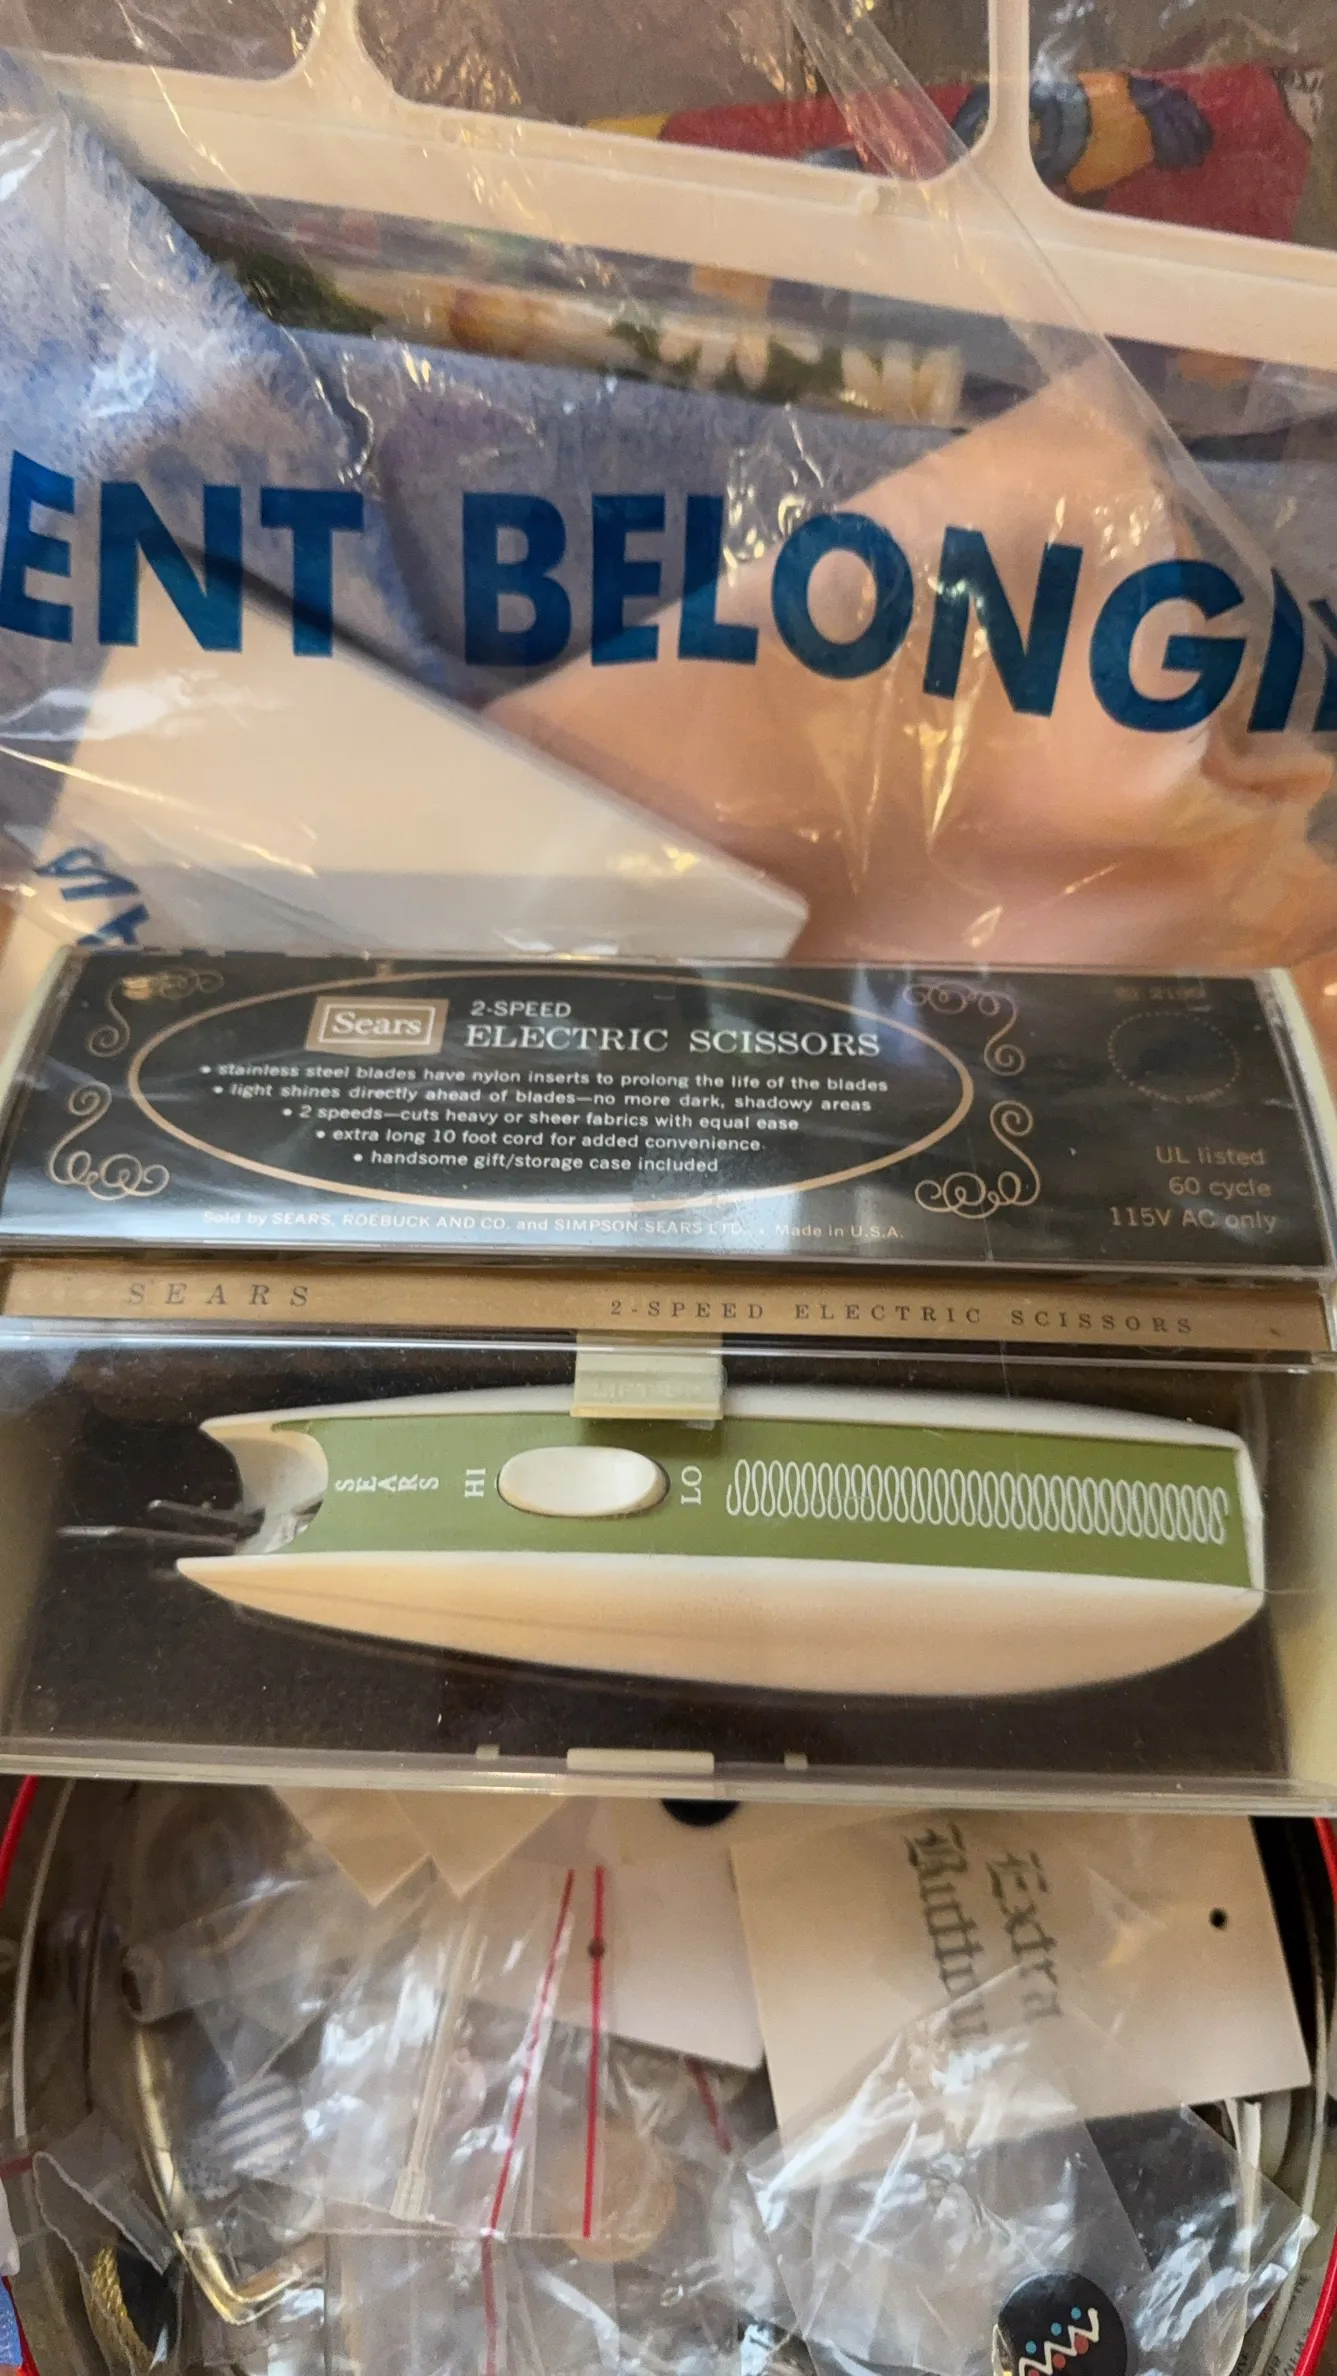 ENT BELONGI
Sears
2-SPEED
ELECTRIC SCISSORS
• stainless steel blades have nylon inserts to prolong the life of the blades
• light shines directly ahead of blades—no more dark, shadowy areas
• 2 speeds—cuts heavy or sheer fabrics with equal ease
• extra long 10 foot cord for added convenience
• handsome gift/storage case included
Sold by SEARS, ROEBUCK AND CO. and SIMPSON-SEARS LTD. • Made in U.S.A.
UL listed
60 cycle
115V AC only
SEARS
2-SPEED ELECTRIC SCISSORS
SEARS
HI
LO
Extra
Button